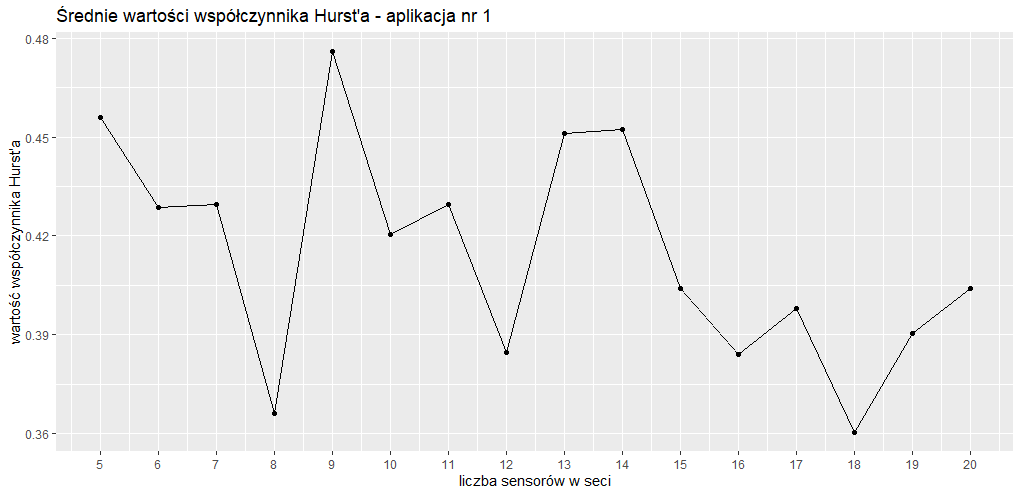 Średnie wartości współczynnika Hurst'a - aplikacja nr 1
wartość współczynnika Hurst'a
0.48
0.45
0.42
0.39
0.36
5 6 7 8 9 10 11 12 13 14 15 16 17 18 19 20
liczba sensorów w seci